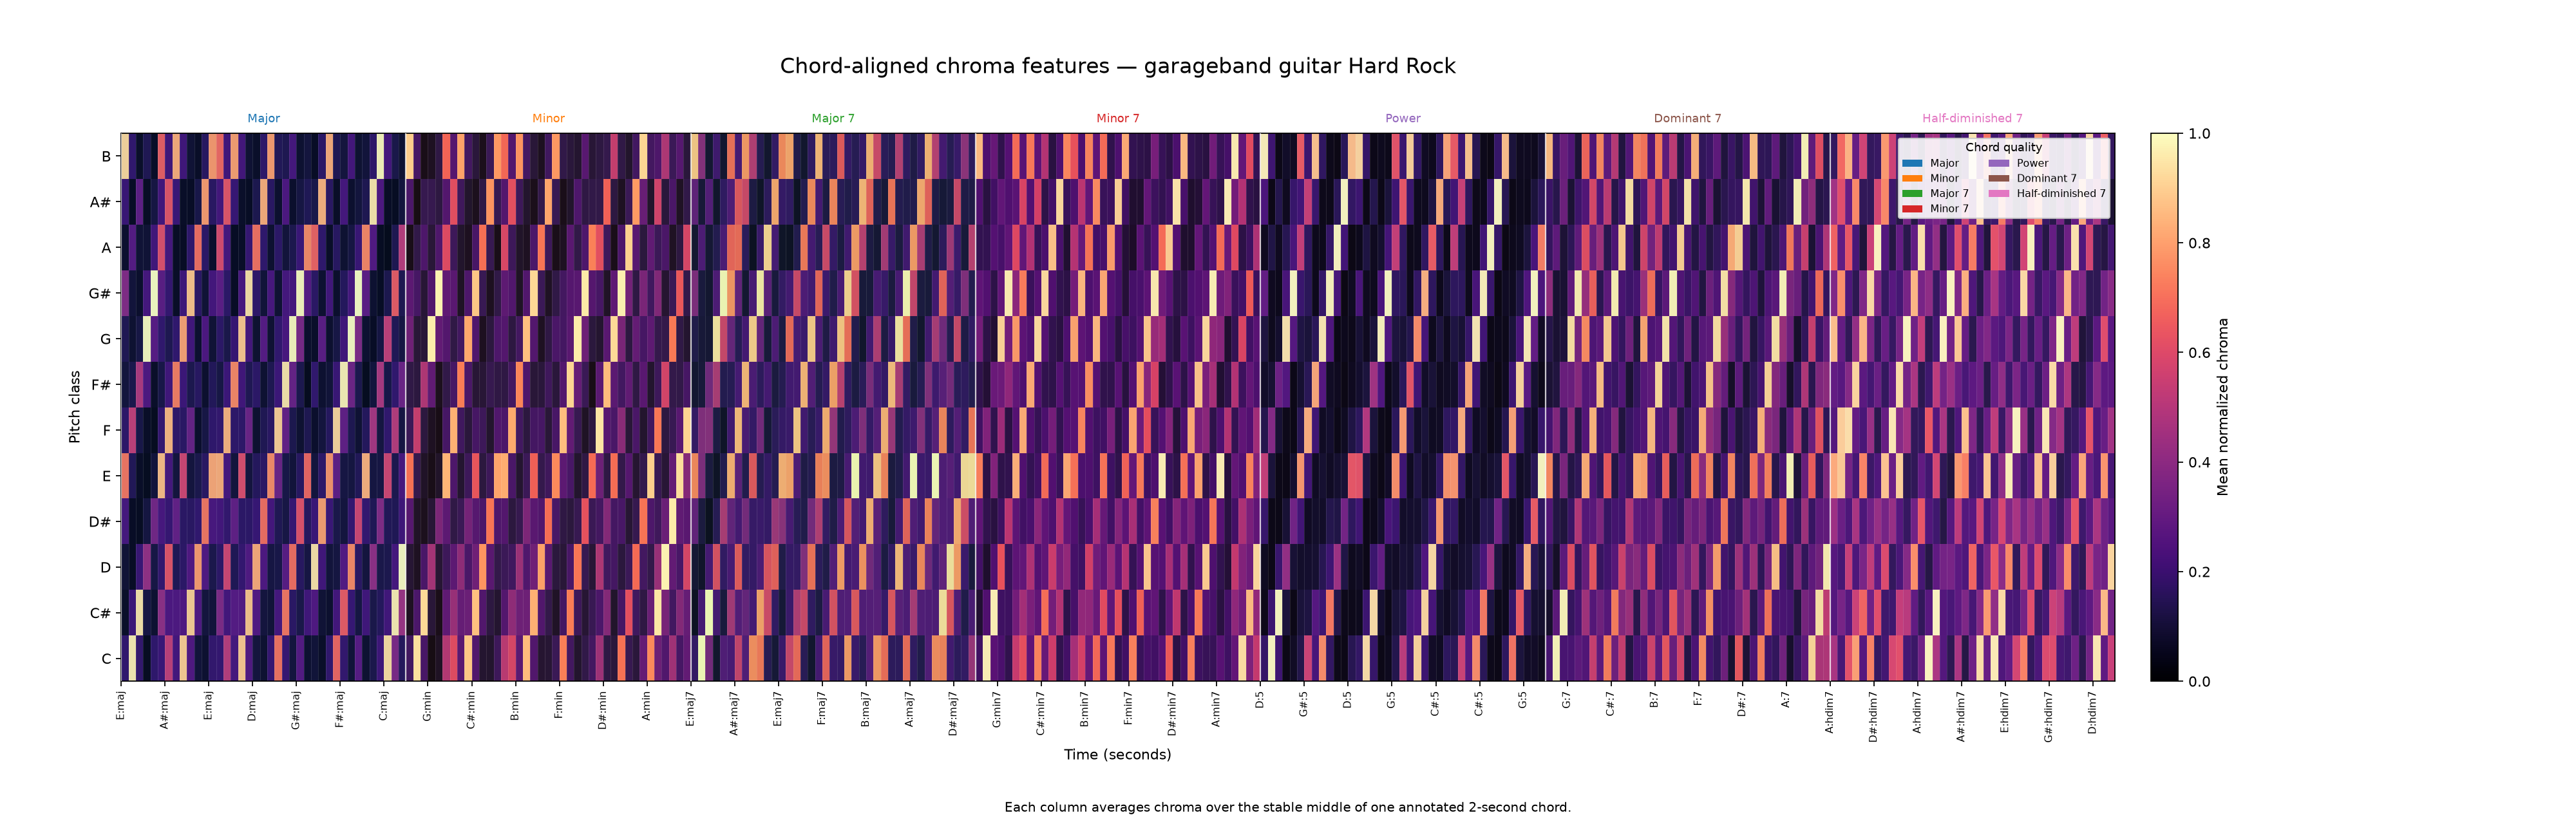 Chord-aligned chroma features — garageband guitar Hard Rock
Major Minor Major 7 Minor 7 Power Dominant 7 Half-diminished 7
Chord quality
Major Power
Minor Dominant 7
Major 7 Half-diminished 7
Minor 7
Pitch class
B
A#
A
G#
G
F#
F
E
D#
D
C#
C
E:maj A#:maj E:maj D:maj G#:maj F#:maj C:maj G:min C#:min B:min F:min D#:min A:min E:maj7 A#:maj7 E:maj7 F:maj7 B:maj7 A:maj7 D#:maj7 G:min7 C#:min7 B:min7 F:min7 D#:min7 A:min7 D:5 G#:5 D:5 G:5 C#:5 C#:5 G:5 G:7 C#:7 B:7 F:7 D#:7 A:7 A:hdim7 D#:hdim7 A:hdim7 A#:hdim7 E:hdim7 G#:hdim7 D:hdim7
Time (seconds)
1.0
0.8
0.6
0.4
0.2
0.0
Mean normalized chroma
Each column averages chroma over the stable middle of one annotated 2-second chord.